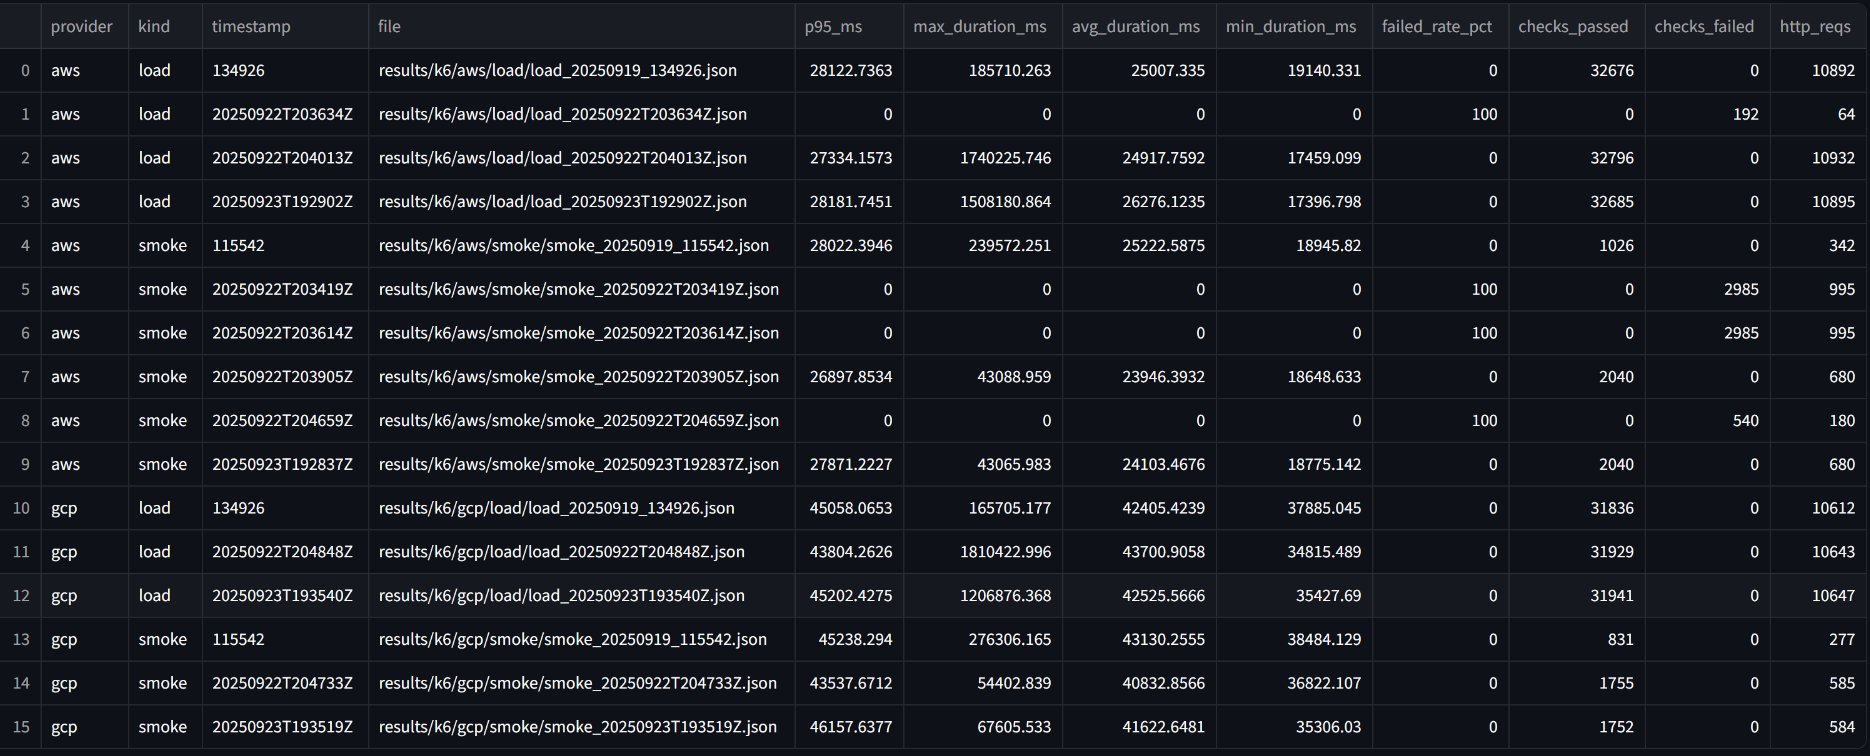 provider kind timestamp file p95_ms max_duration_ms avg_duration_ms min_duration_ms failed_rate_pct checks_passed checks_failed http_reqs
0 aws load 134926 results/k6/aws/load/load_20250919_134926.json 28122.7363 185710.263 25007.335 19140.331 0 32676 0 10892
1 aws load 20250922T203634Z results/k6/aws/load/load_20250922T203634Z.json 0 0 0 0 100 0 192 64
2 aws load 20250922T204013Z results/k6/aws/load/load_20250922T204013Z.json 27334.1573 1740225.746 24917.7592 17459.099 0 32796 0 10932
3 aws load 20250923T192902Z results/k6/aws/load/load_20250923T192902Z.json 28181.7451 1508180.864 26276.1235 17396.798 0 32685 0 10895
4 aws smoke 115542 results/k6/aws/smoke/smoke_20250919_115542.json 28022.3946 239572.251 25222.5875 18945.82 0 1026 0 342
5 aws smoke 20250922T203419Z results/k6/aws/smoke/smoke_20250922T203419Z.json 0 0 0 0 100 0 2985 995
6 aws smoke 20250922T203614Z results/k6/aws/smoke/smoke_20250922T203614Z.json 0 0 0 0 100 0 2985 995
7 aws smoke 20250922T203905Z results/k6/aws/smoke/smoke_20250922T203905Z.json 26897.8534 43088.959 23946.3932 18648.633 0 2040 0 680
8 aws smoke 20250922T204659Z results/k6/aws/smoke/smoke_20250922T204659Z.json 0 0 0 0 100 0 540 180
9 aws smoke 20250923T192837Z results/k6/aws/smoke/smoke_20250923T192837Z.json 27871.2227 43065.983 24103.4676 18775.142 0 2040 0 680
10 gcp load 134926 results/k6/gcp/load/load_20250919_134926.json 45058.0653 165705.177 42405.4239 37885.045 0 31836 0 10612
11 gcp load 20250922T204848Z results/k6/gcp/load/load_20250922T204848Z.json 43804.2626 1810422.996 43700.9058 34815.489 0 31929 0 10643
12 gcp load 20250923T193540Z results/k6/gcp/load/load_20250923T193540Z.json 45202.4275 1206876.368 42525.5666 35427.69 0 31941 0 10647
13 gcp smoke 115542 results/k6/gcp/smoke/smoke_20250919_115542.json 45238.294 276306.165 43130.2555 38484.129 0 831 0 277
14 gcp smoke 20250922T204733Z results/k6/gcp/smoke/smoke_20250922T204733Z.json 43537.6712 54402.839 40832.8566 36822.107 0 1755 0 585
15 gcp smoke 20250923T193519Z results/k6/gcp/smoke/smoke_20250923T193519Z.json 46157.6377 67605.533 41622.6481 35306.03 0 1752 0 584